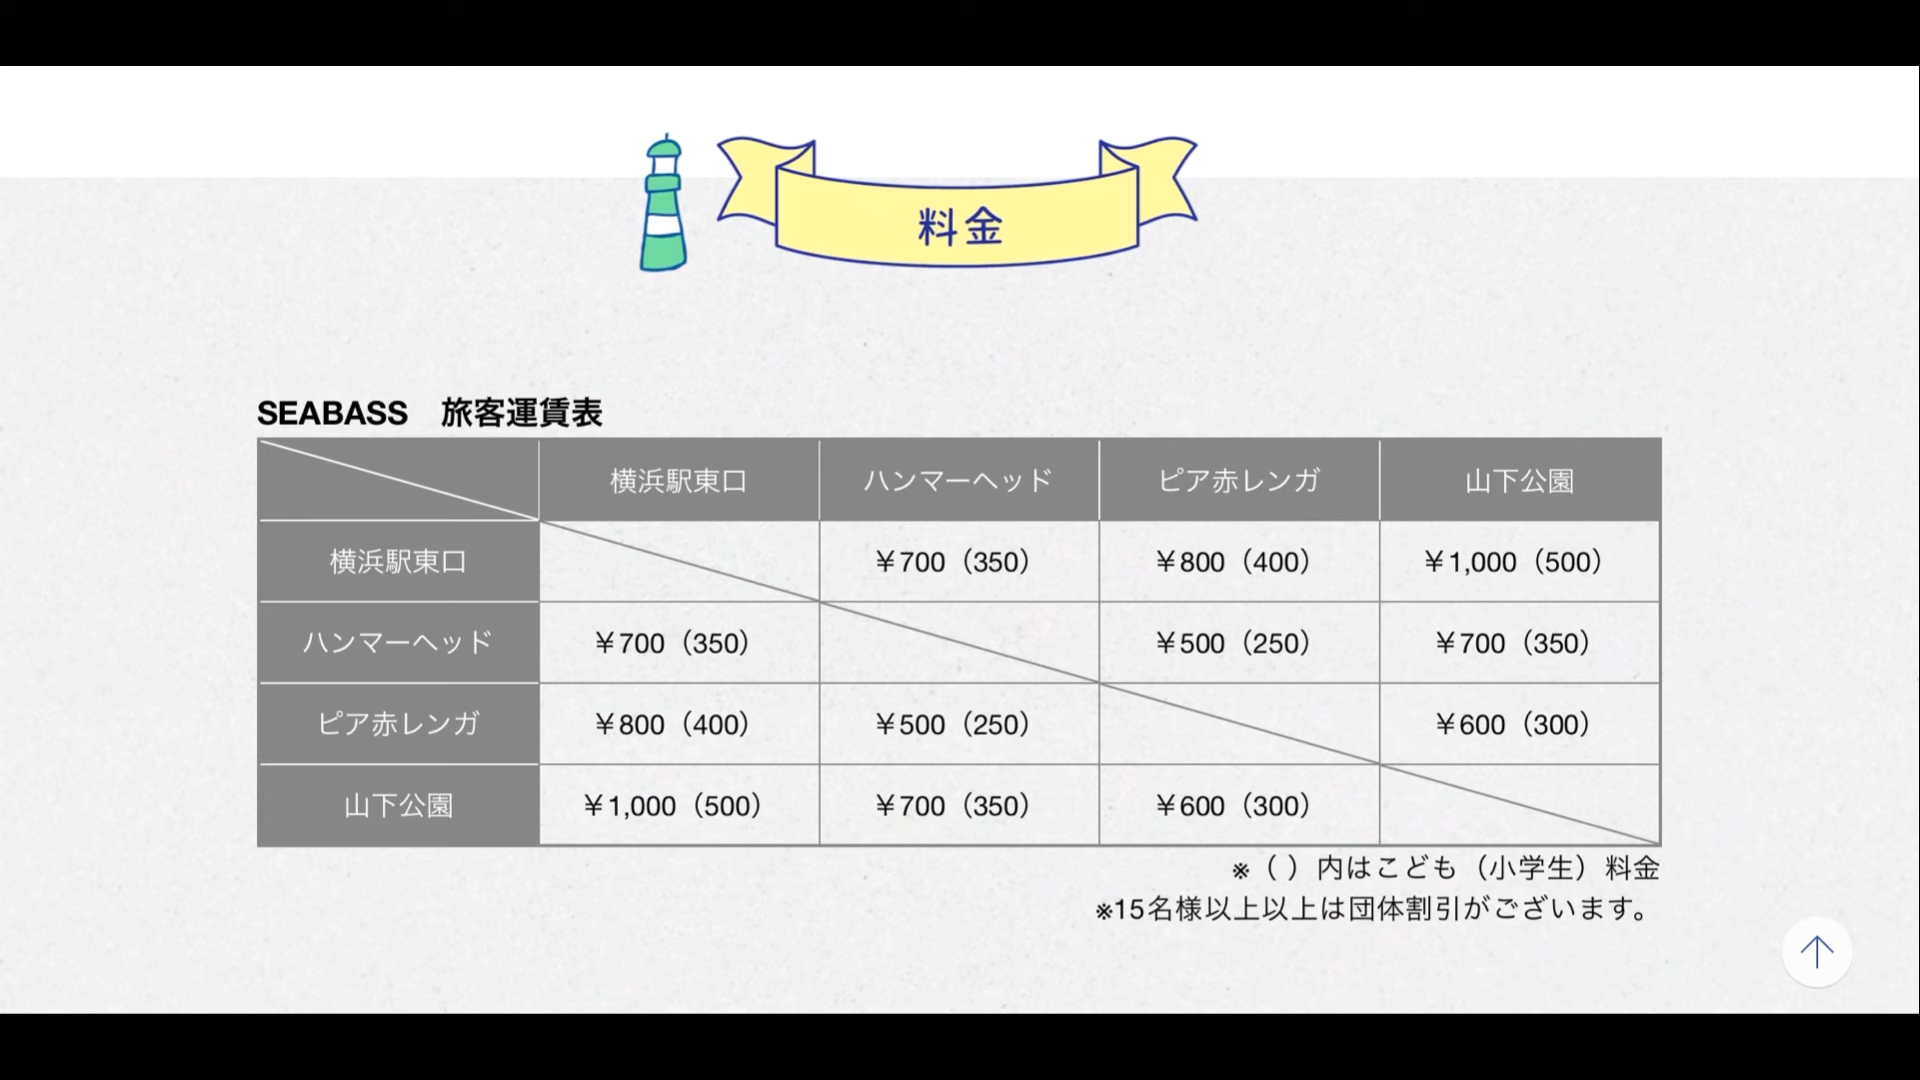 料金
SEABASS　旅客運賃表
横浜駅東口 ハンマーヘッド ピア赤レンガ 山下公園
横浜駅東口 ￥700（350） ￥800（400） ￥1,000（500）
ハンマーヘッド ￥700（350） ￥500（250） ￥700（350）
ピア赤レンガ ￥800（400） ￥500（250） ￥600（300）
山下公園 ￥1,000（500） ￥700（350） ￥600（300）
※（ ）内はこども（小学生）料金
※15名様以上以上は団体割引がございます。